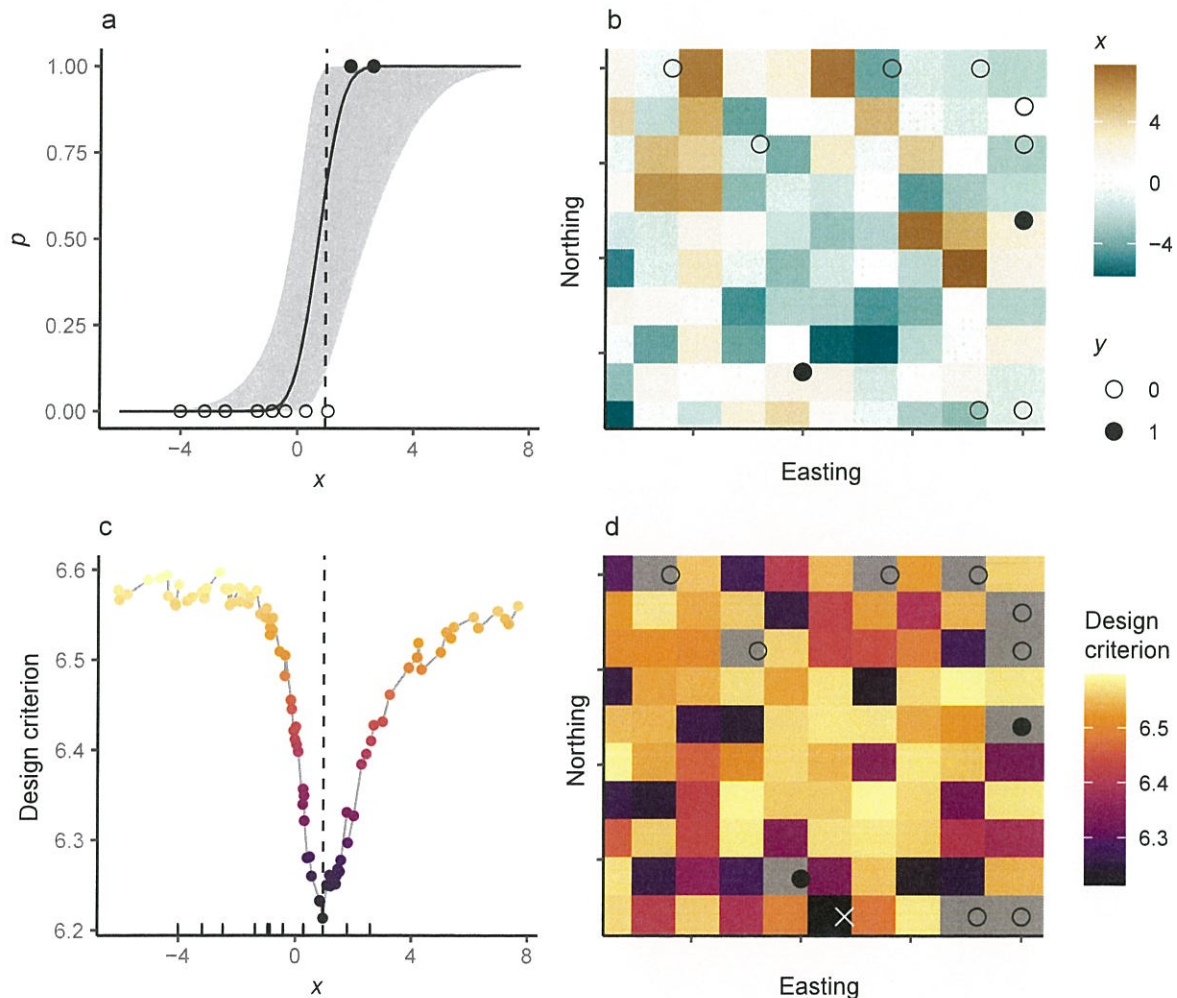 a
1.00
0.75
0.50
0.25
0.00
p
−4
0
4
8
x
b
Northing
Easting
x
4
0
−4
y
0
1
c
6.6
6.5
6.4
6.3
6.2
Design criterion
−4
0
4
8
x
d
Northing
Easting
Design
criterion
6.5
6.4
6.3